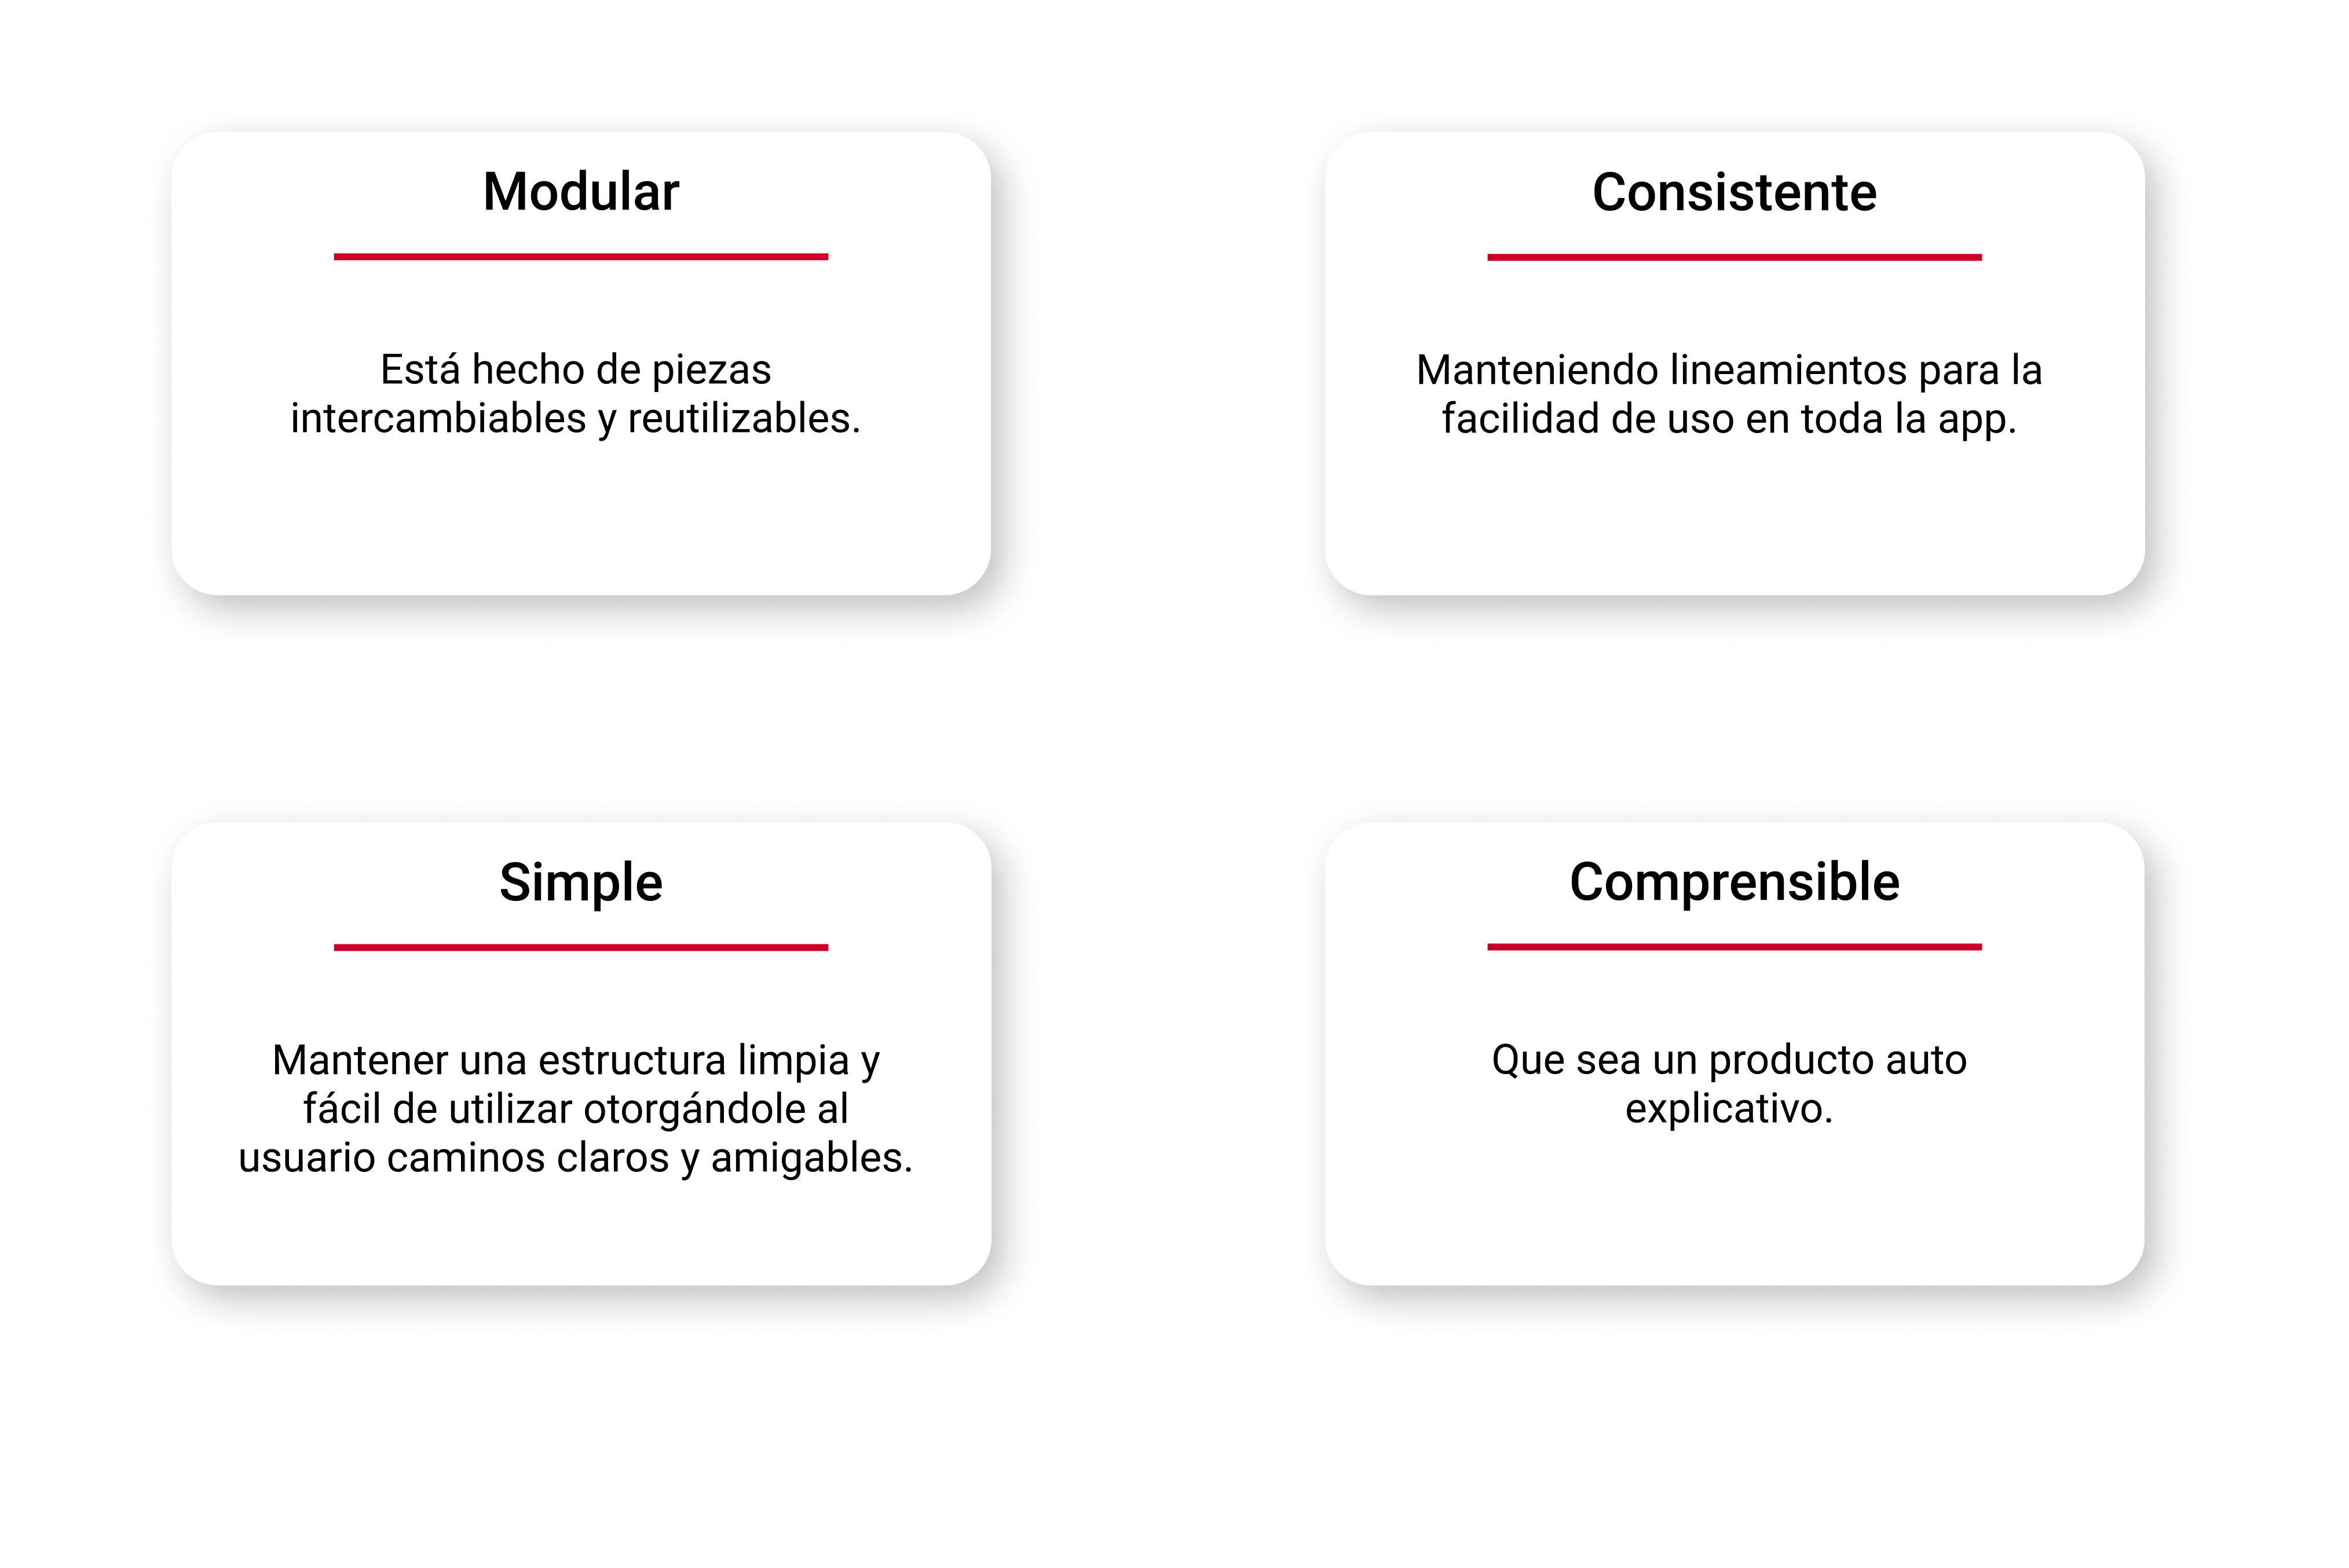 Modular
Está hecho de piezas
intercambiables y reutilizables.
Consistente
Manteniendo lineamientos para la
facilidad de uso en toda la app.
Simple
Mantener una estructura limpia y
fácil de utilizar otorgándole al
usuario caminos claros y amigables.
Comprensible
Que sea un producto auto
explicativo.